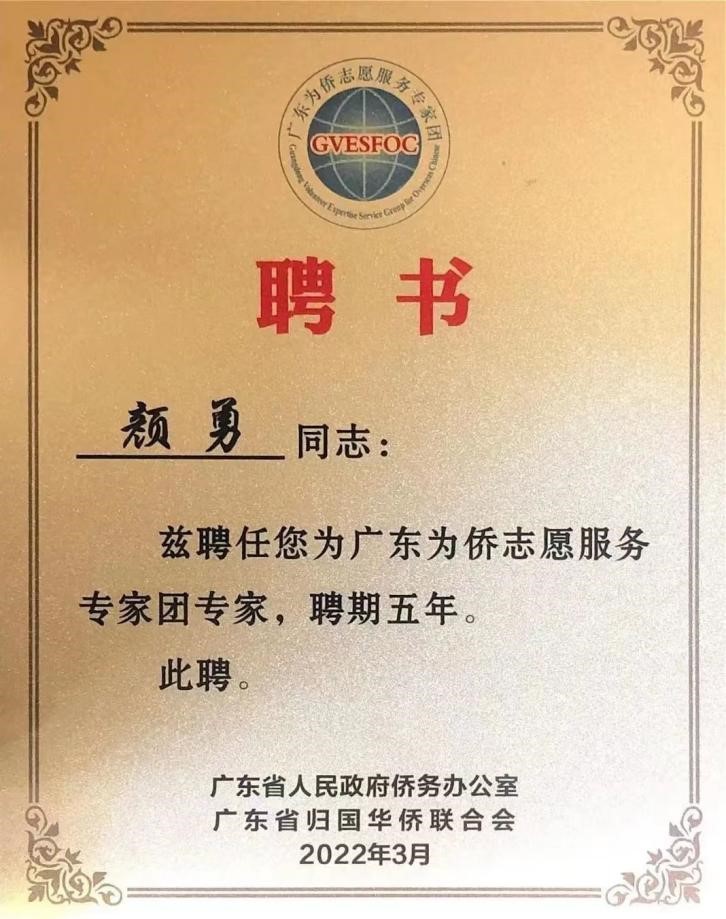 广东为侨志愿服务专家团
GVESFOC
Guangdong Volunteer Expertise Service Group for Overseas Chinese
聘书
颜勇 同志：
兹聘任您为广东为侨志愿服务
专家团专家，聘期五年。
此聘。
广东省人民政府侨务办公室
广东省归国华侨联合会
2022年3月